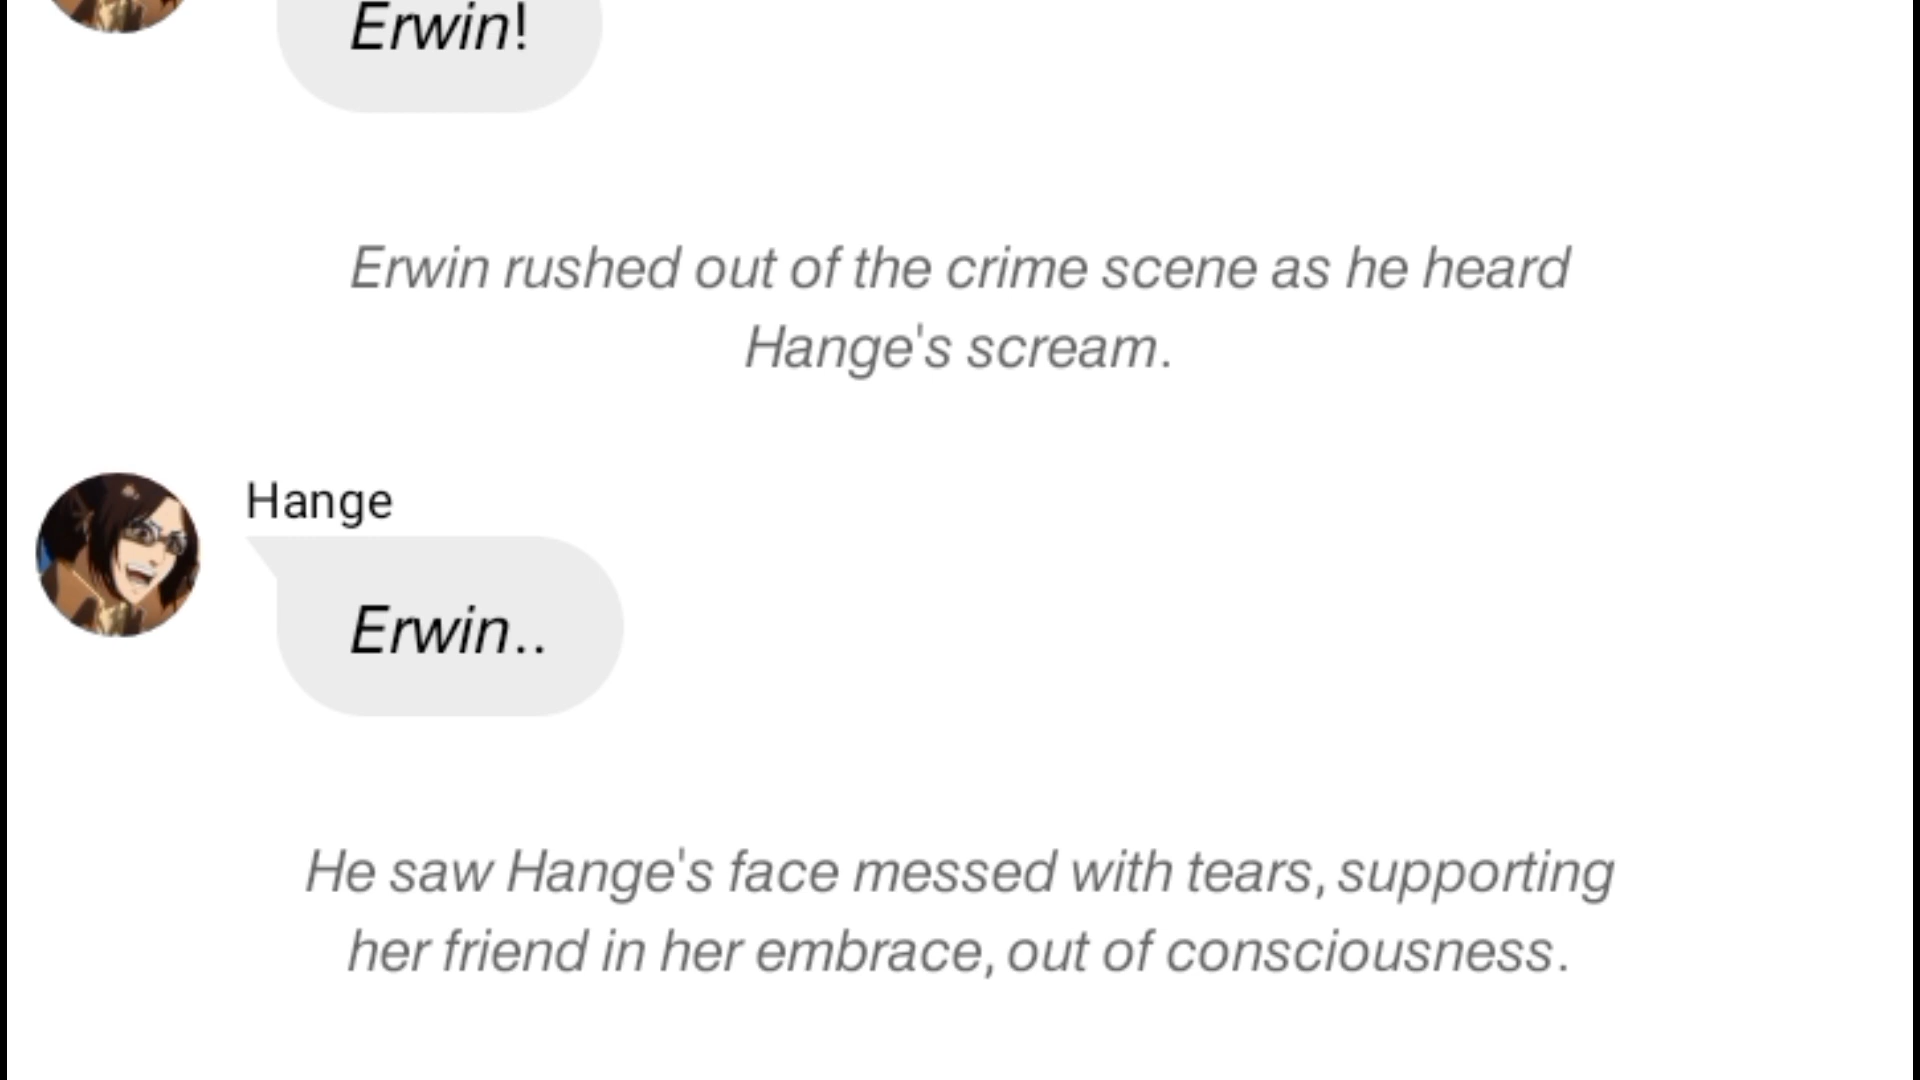 Erwin!
Erwin rushed out of the crime scene as he heard
Hange's scream.
Hange
Erwin..
He saw Hange's face messed with tears, supporting
her friend in her embrace, out of consciousness.